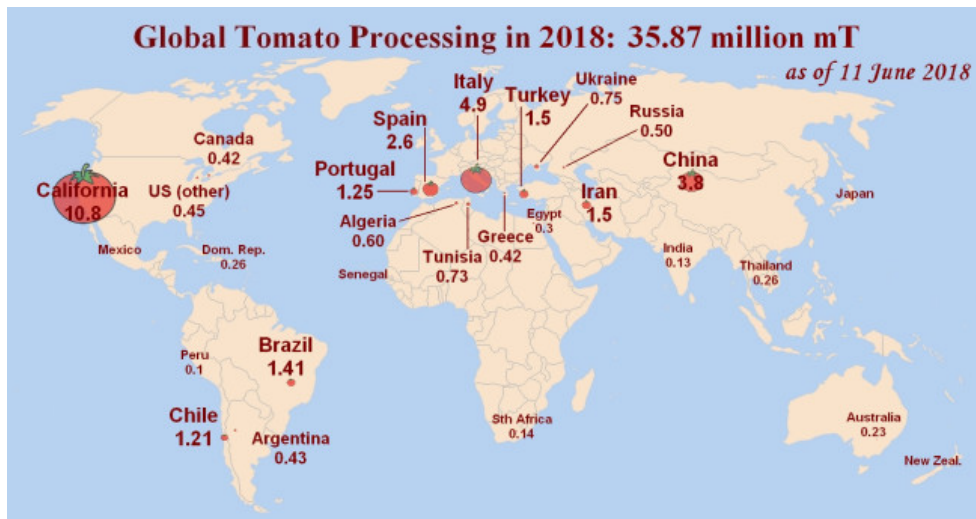 Global Tomato Processing in 2018: 35.87 million mT
as of 11 June 2018
Canada
0.42
California
10.8
US (other)
0.45
Mexico
Dom. Rep.
0.26
Peru
0.1
Brazil
1.41
Chile
1.21
Argentina
0.43
Italy
4.9
Spain
2.6
Portugal
1.25
Turkey
1.5
Ukraine
0.75
Russia
0.50
Algeria
0.60
Tunisia
0.73
Greece
0.42
Egypt
0.3
Senegal
Sth Africa
0.14
Iran
1.5
China
3.8
Japan
India
0.13
Thailand
0.26
Australia
0.23
New Zeal.